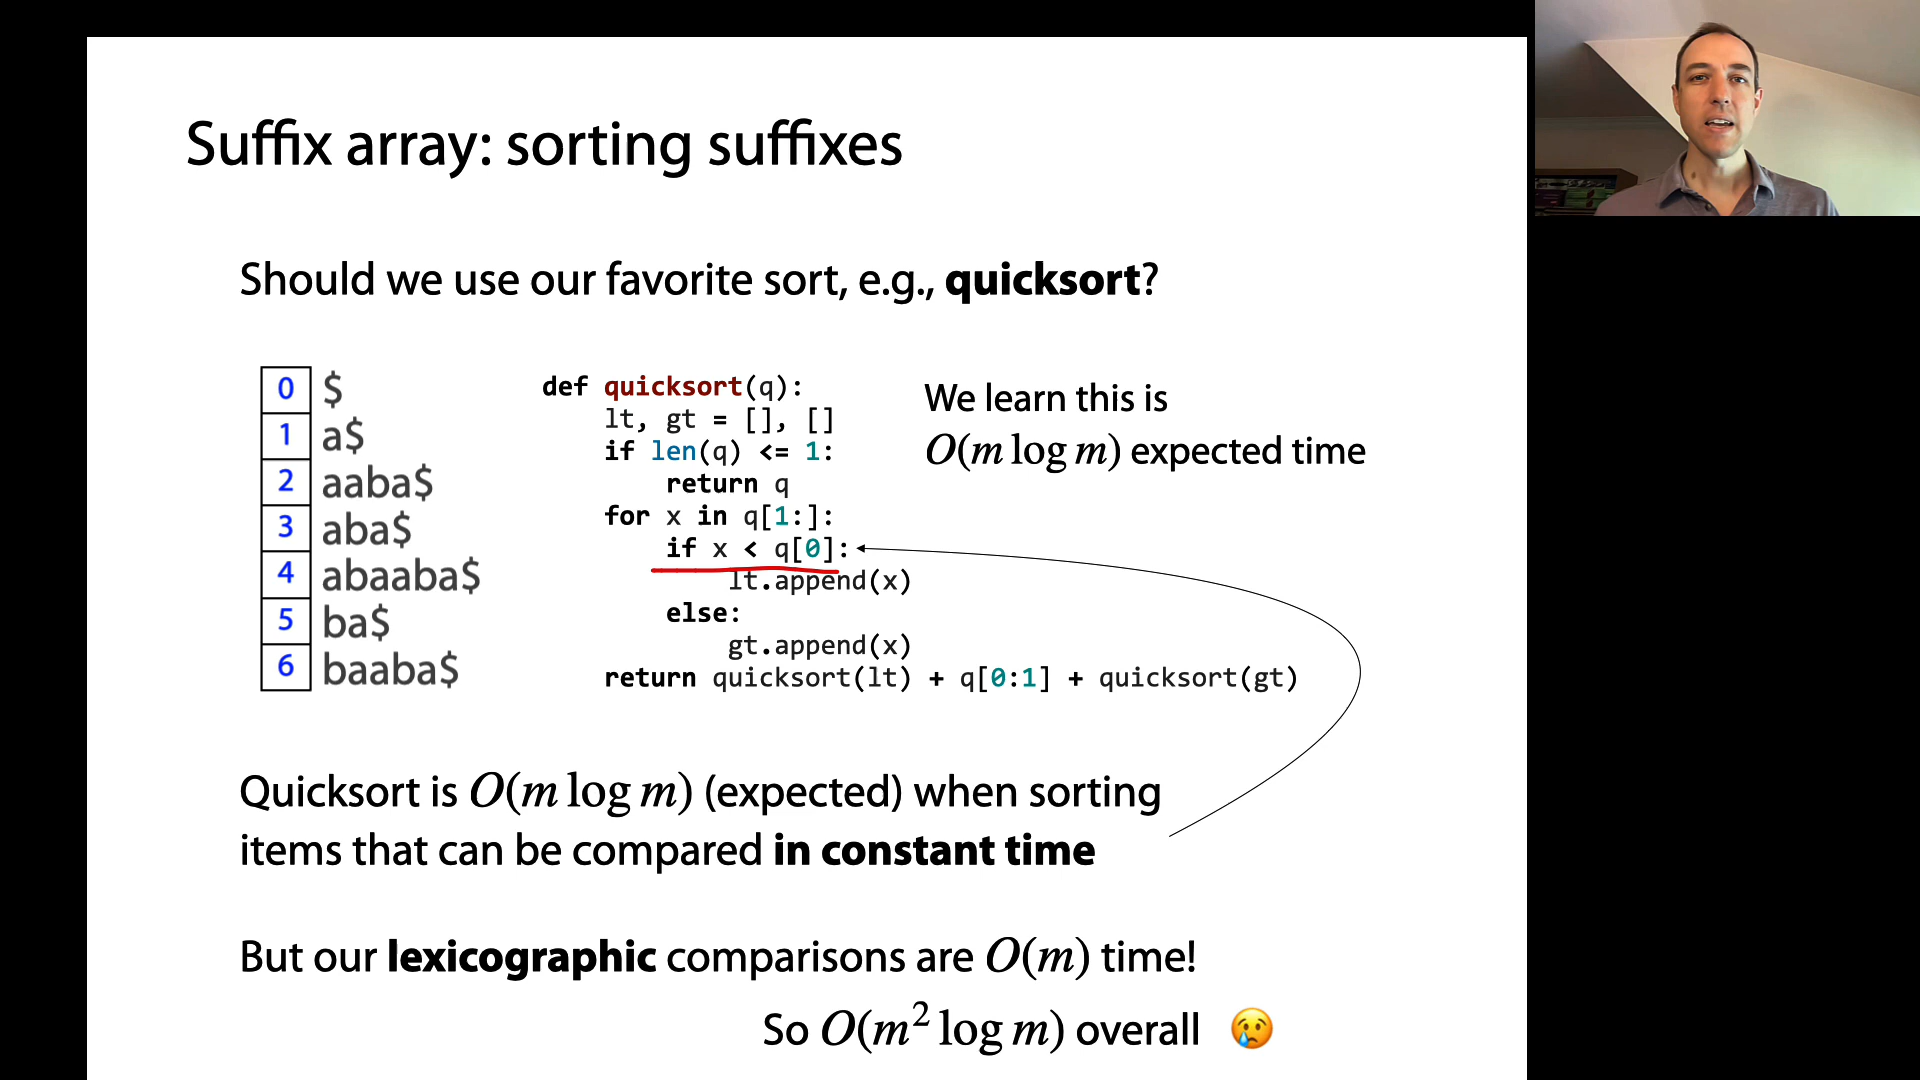 Suffix array: sorting suffixes
Should we use our favorite sort, e.g., quicksort?
0 $
1 a$
2 aaba$
3 aba$
4 abaaba$
5 ba$
6 baaba$
def quicksort(q):
    lt, gt = [], []
    if len(q) <= 1:
        return q
    for x in q[1:]:
        if x < q[0]:
            lt.append(x)
        else:
            gt.append(x)
    return quicksort(lt) + q[0:1] + quicksort(gt)
We learn this is
O(m log m) expected time
Quicksort is O(m log m) (expected) when sorting
items that can be compared in constant time
But our lexicographic comparisons are O(m) time!
So O(m² log m) overall 😢